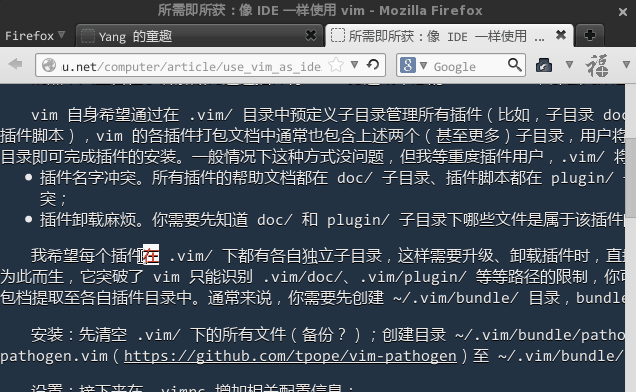 所需即所获：像 IDE 一样使用 vim - Mozilla Firefox
Firefox Yang 的童趣 所需即所获：像 IDE 一样使用 ...
u.net/computer/article/use_vim_as_ide Google 福
vim 自身希望通过在 .vim/ 目录中预定义子目录管理所有插件（比如，子目录 doc
插件脚本），vim 的各插件打包文档中通常也包含上述两个（甚至更多）子目录，用户将
目录即可完成插件的安装。一般情况下这种方式没问题，但我等重度插件用户，.vim/ 将
插件名字冲突。所有插件的帮助文档都在 doc/ 子目录、插件脚本都在 plugin/
突；
插件卸载麻烦。你需要先知道 doc/ 和 plugin/ 子目录下哪些文件是属于该插件
我希望每个插件在 .vim/ 下都有各自独立子目录，这样需要升级、卸载插件时，直
为此而生，它突破了 vim 只能识别 .vim/doc/、.vim/plugin/ 等等路径的限制，你可
包档提取至各自插件目录中。通常来说，你需要先创建 ~/.vim/bundle/ 目录，bund
安装：先清空 .vim/ 下的所有文件（备份？）；创建目录 ~/.vim/bundle/patho
pathogen.vim（https://github.com/tpope/vim-pathogen）至 ~/.vim/bundle/
设置：接下来在 .vimrc 增加相关配置信息：